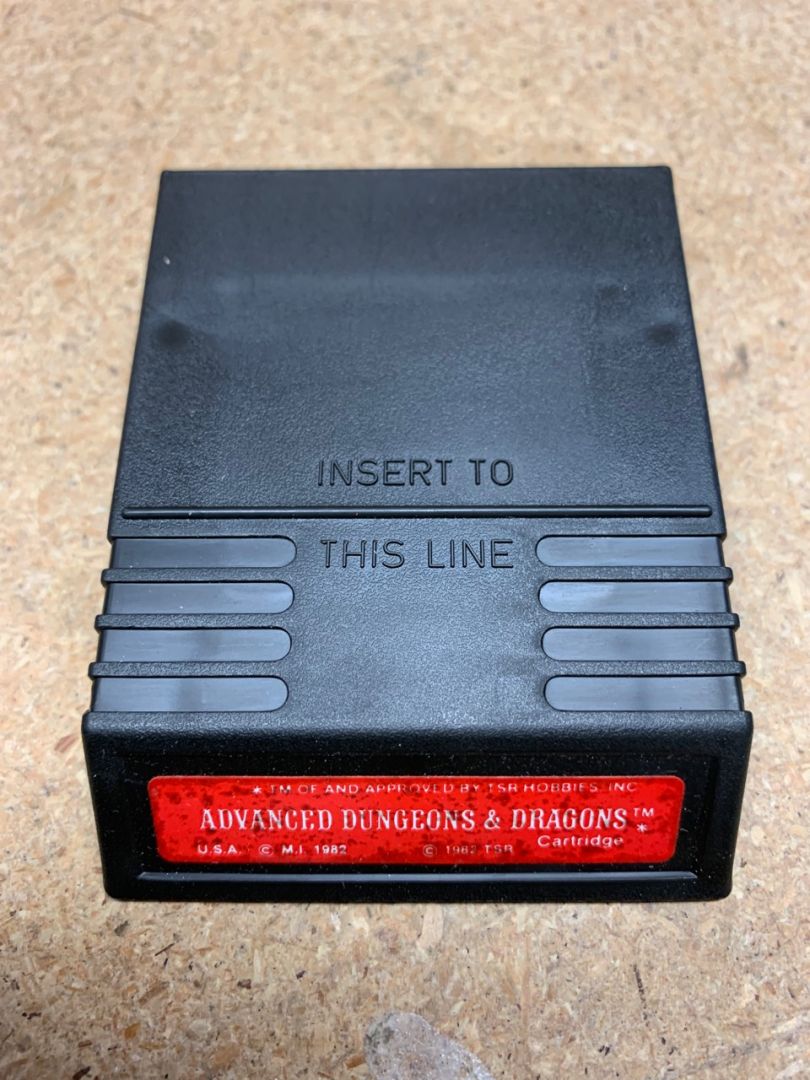 INSERT TO
THIS LINE
* TM OF AND APPROVED BY TSR HOBBIES, INC
ADVANCED DUNGEONS & DRAGONS™*
Cartridge
U.S.A. © M.I. 1982 © 1982 TSR